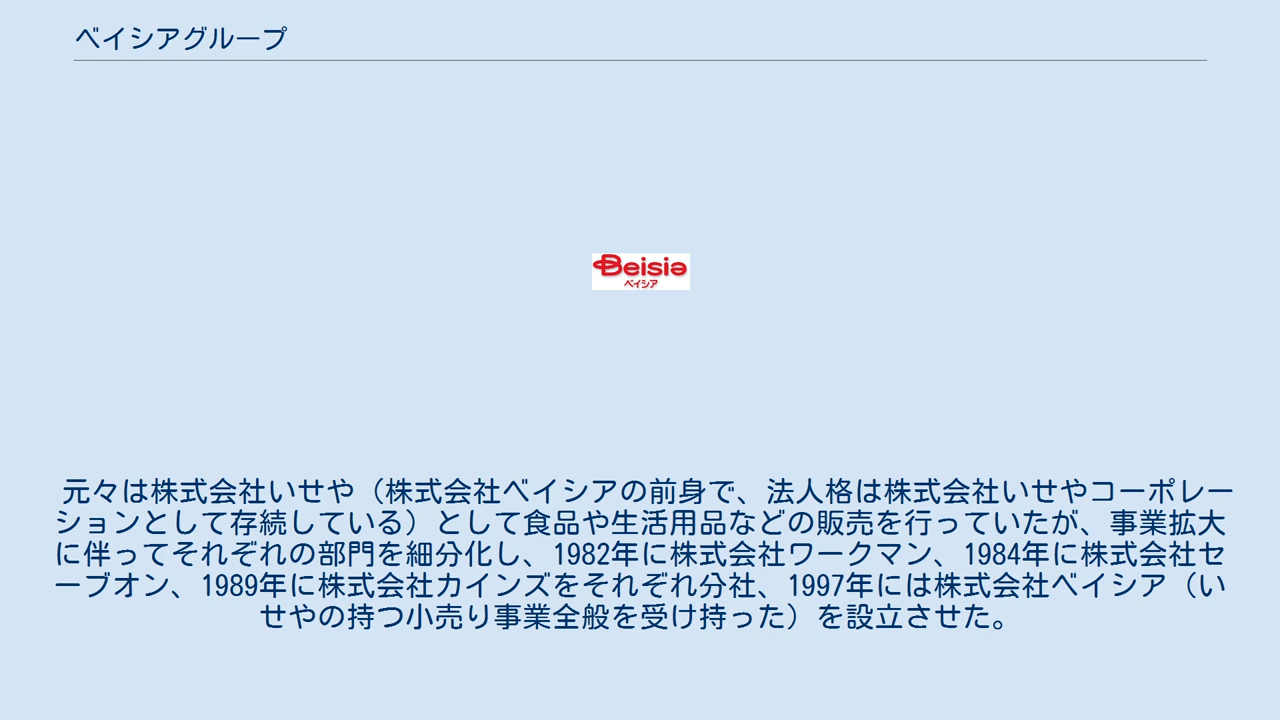 ベイシアグループ
Beisia
ベイシア
元々は株式会社いせや（株式会社ベイシアの前身で、法人格は株式会社いせやコーポレー
ションとして存続している）として食品や生活用品などの販売を行っていたが、事業拡大
に伴ってそれぞれの部門を細分化し、1982年に株式会社ワークマン、1984年に株式会社セ
ーブオン、1989年に株式会社カインズをそれぞれ分社、1997年には株式会社ベイシア（い
せやの持つ小売り事業全般を受け持った）を設立させた。